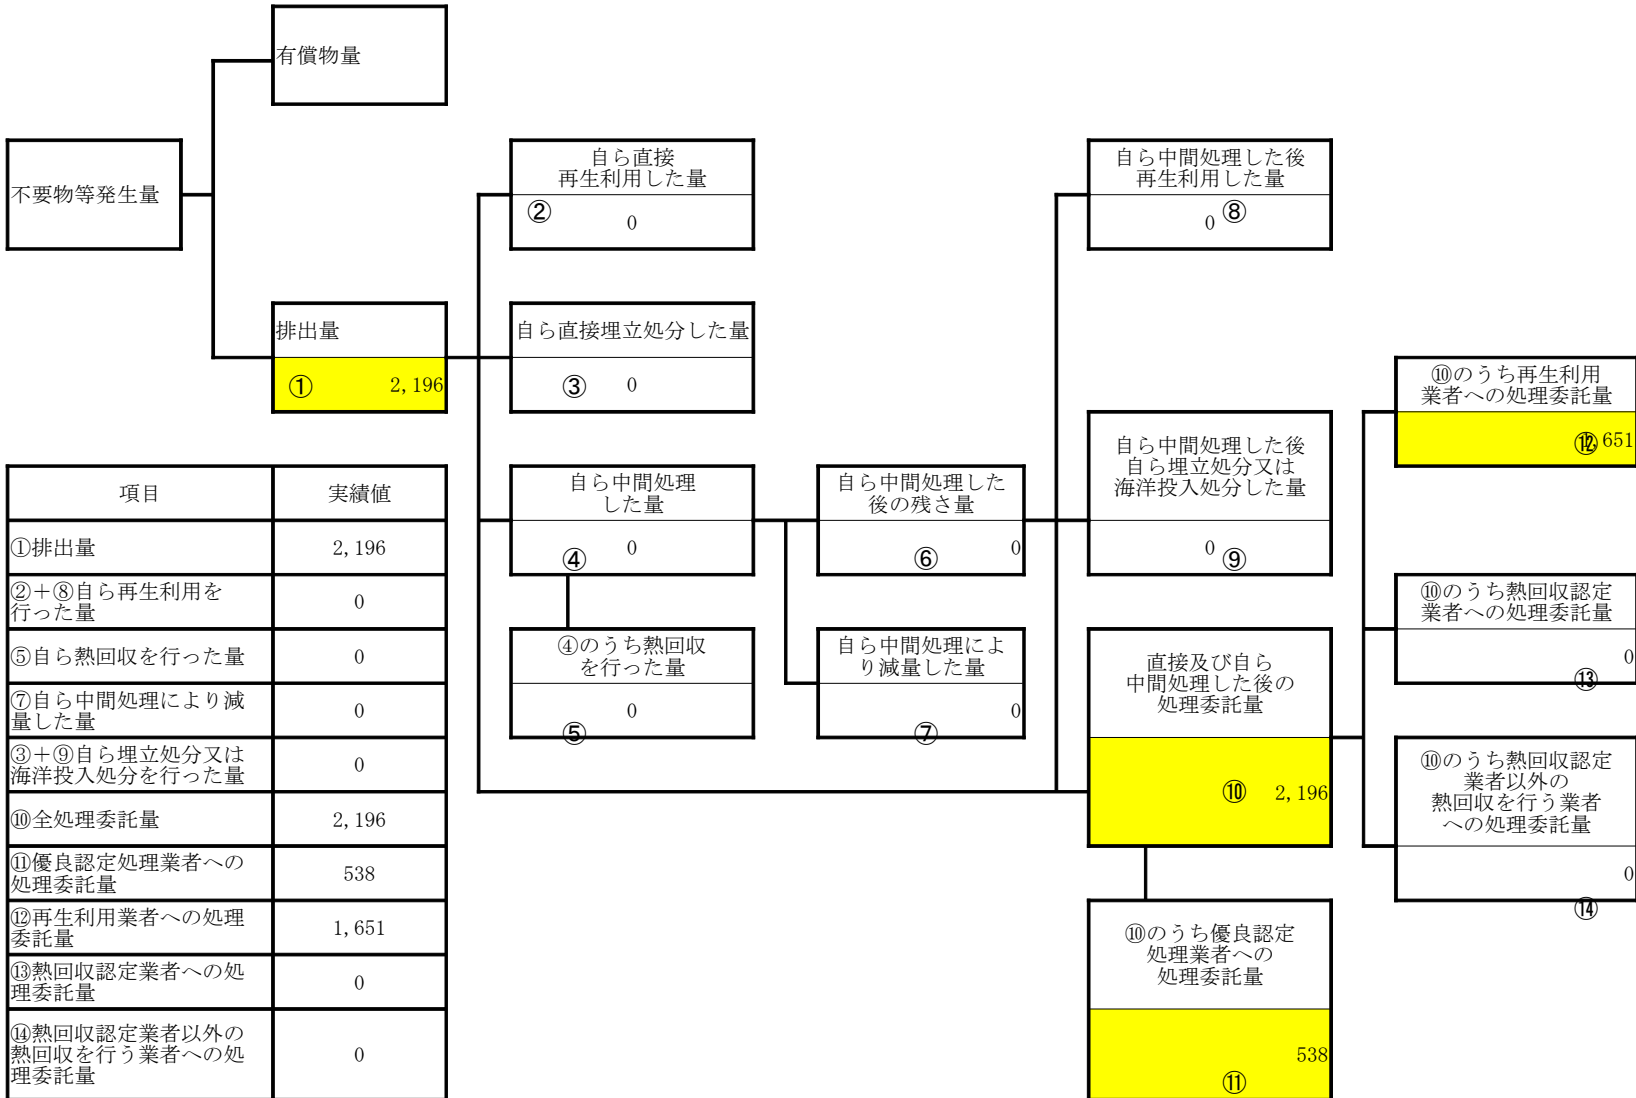 有償物量
不要物等発生量
排出量
① 2,196
自ら直接
再生利用した量
② 0
自ら直接埋立処分した量
③ 0
自ら中間処理
した量
④ 0
④のうち熱回収
を行った量
0
⑤
自ら中間処理した
後の残さ量
⑥ 0
自ら中間処理によ
り減量した量
0
⑦
自ら中間処理した後
再生利用した量
0 ⑧
自ら中間処理した後
自ら埋立処分又は
海洋投入処分した量
0 ⑨
直接及び自ら
中間処理した後の
処理委託量
⑩ 2,196
⑩のうち優良認定
処理業者への
処理委託量
538
⑪
⑩のうち再生利用
業者への処理委託量
⑫ 1,651
⑩のうち熱回収認定
業者への処理委託量
0
⑬
⑩のうち熱回収認定
業者以外の
熱回収を行う業者
への処理委託量
0
⑭
項目 実績値
①排出量 2,196
②+⑧自ら再生利用を
行った量 0
⑤自ら熱回収を行った量 0
⑦自ら中間処理により減
量した量 0
③+⑨自ら埋立処分又は
海洋投入処分を行った量 0
⑩全処理委託量 2,196
⑪優良認定処理業者への
処理委託量 538
⑫再生利用業者への処理
委託量 1,651
⑬熱回収認定業者への処
理委託量 0
⑭熱回収認定業者以外の
熱回収を行う業者への処
理委託量 0